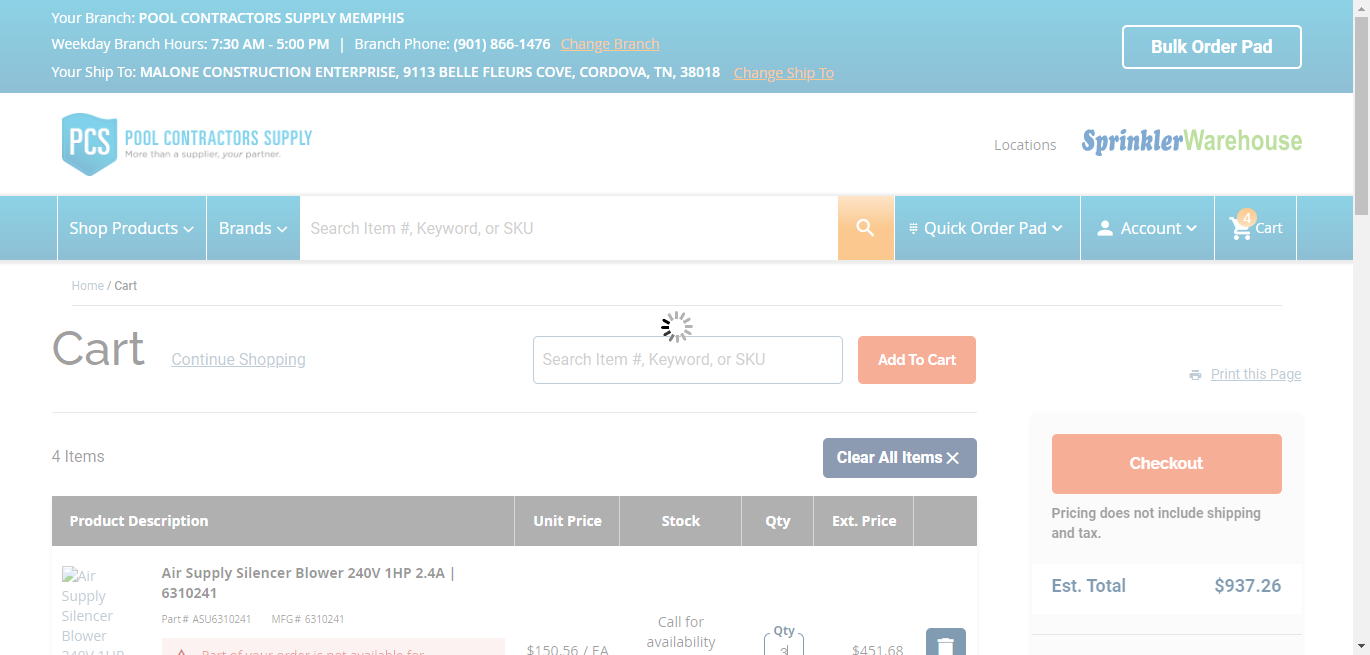 Your Branch: POOL CONTRACTORS SUPPLY MEMPHIS
Weekday Branch Hours: 7:30 AM - 5:00 PM | Branch Phone: (901) 866-1476 Change Branch
Your Ship To: MALONE CONSTRUCTION ENTERPRISE, 9113 BELLE FLEURS COVE, CORDOVA, TN, 38018 Change Ship To
Bulk Order Pad
PCS POOL CONTRACTORS SUPPLY
More than a supplier, your partner.
Locations
SprinklerWarehouse
Shop Products
Brands
Search Item #, Keyword, or SKU
Quick Order Pad
Account
4
Cart
Home / Cart
Cart
Continue Shopping
Search Item #, Keyword, or SKU
Add To Cart
Print this Page
4 Items
Clear All Items
Checkout
Pricing does not include shipping
and tax.
Est. Total $937.26
Product Description Unit Price Stock Qty Ext. Price
Air
Supply
Silencer
Blower
240V 1HP
Air Supply Silencer Blower 240V 1HP 2.4A |
6310241
Part# ASU6310241 MFG# 6310241
Part of your order is not available for
$150.56 / EA
Call for
availability
Qty
3
$451.68